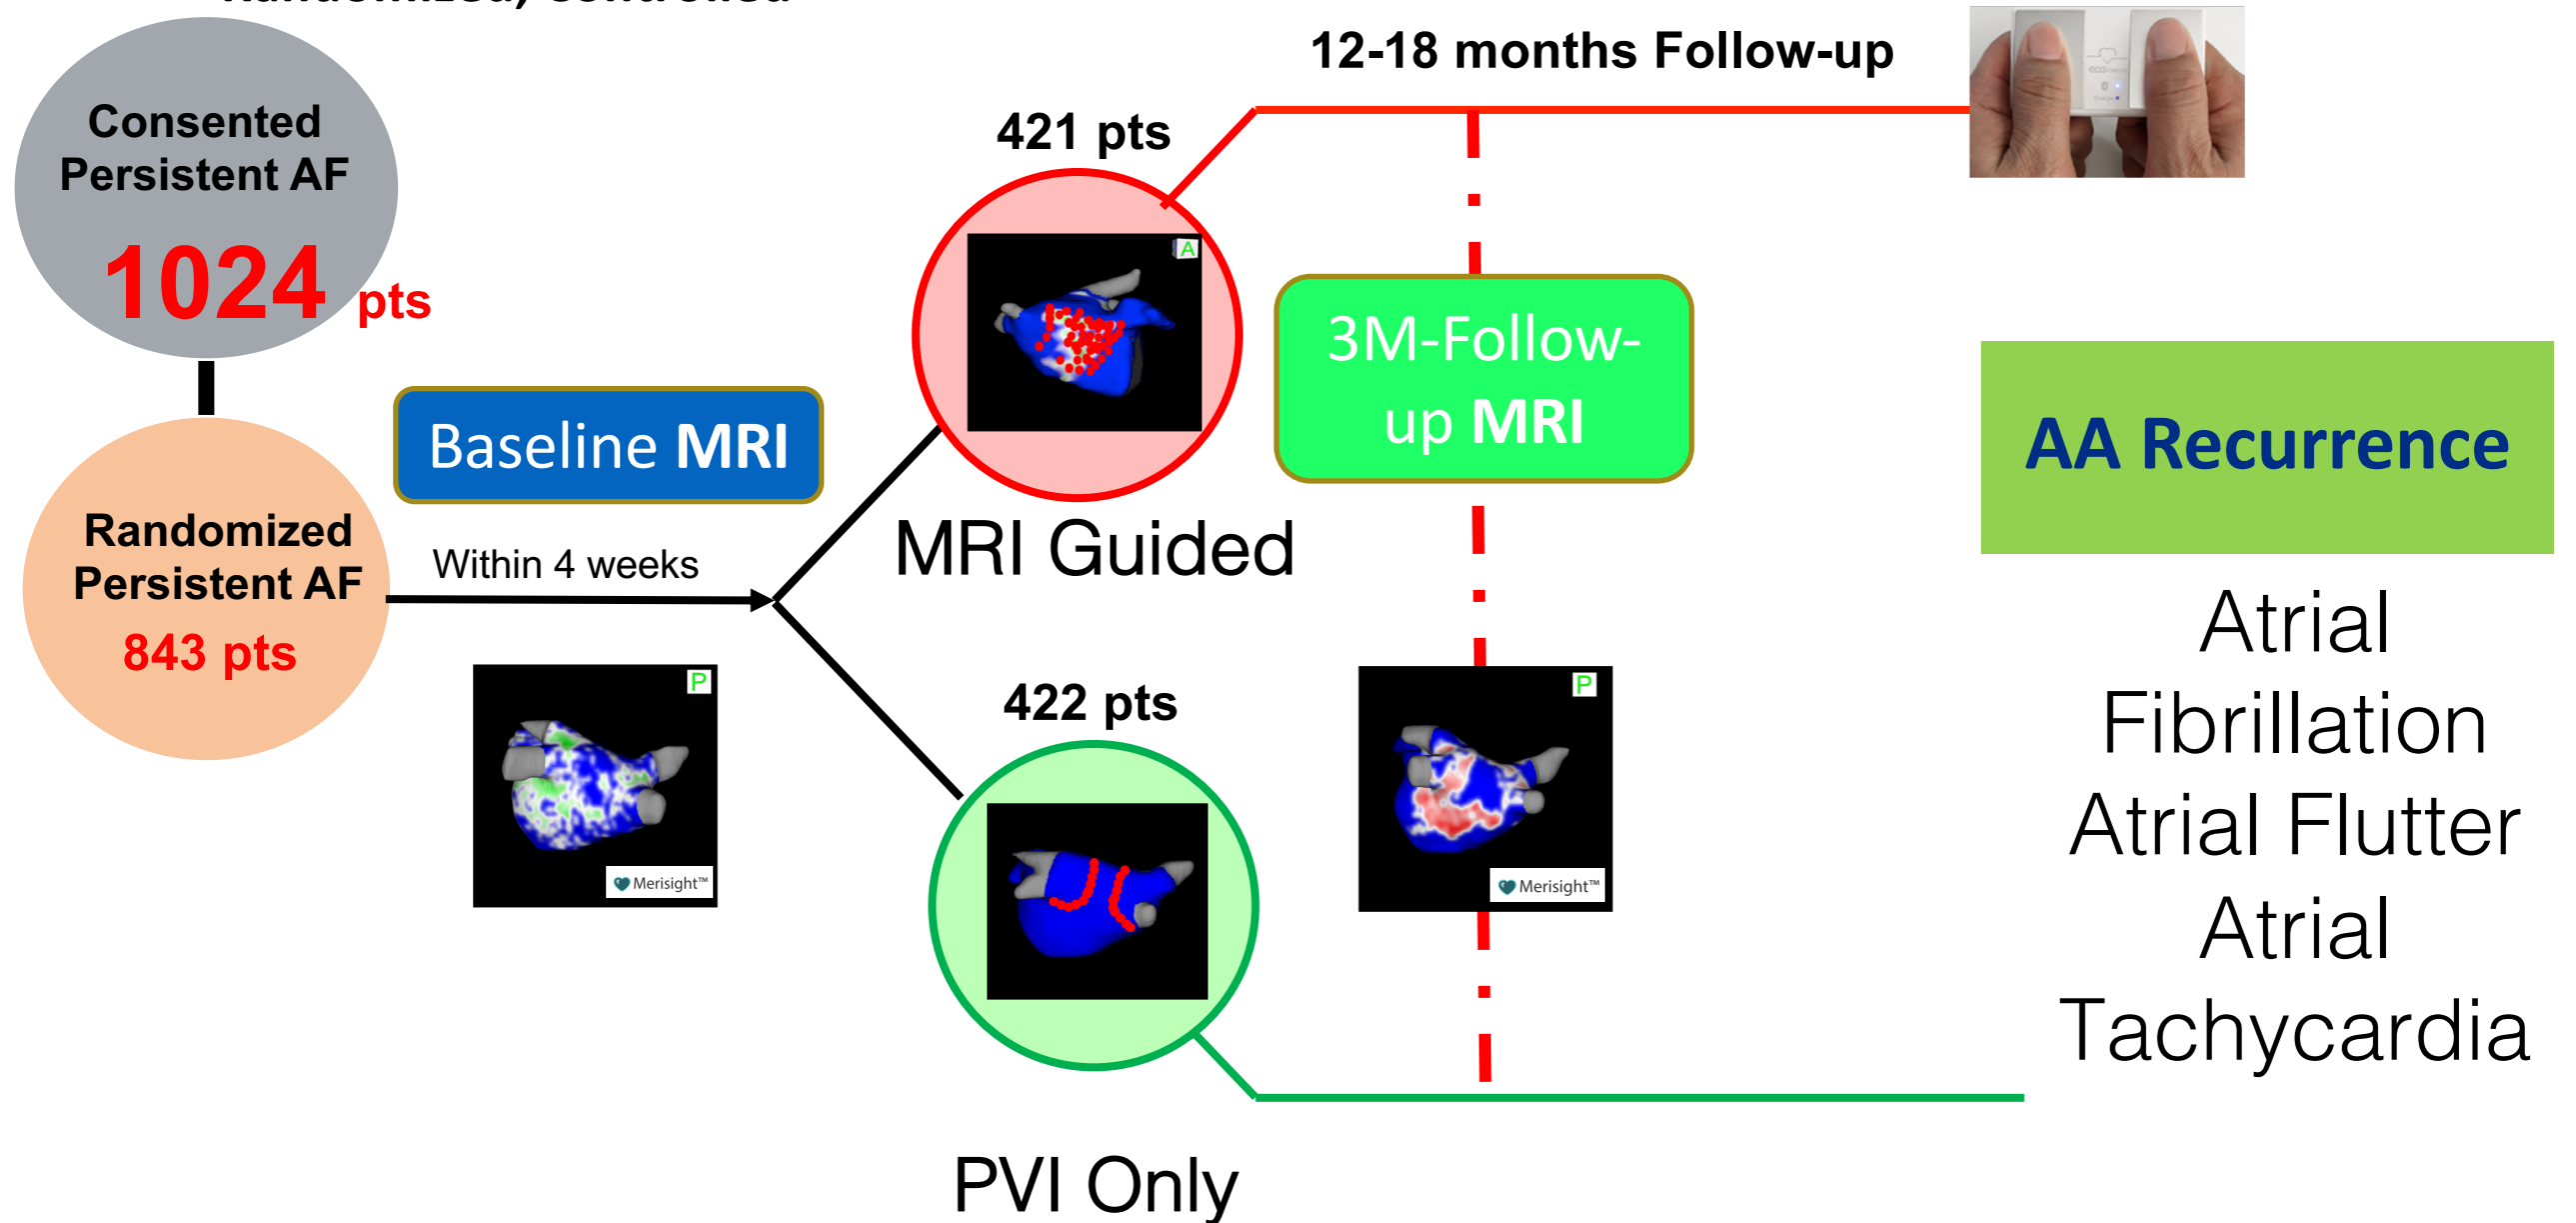 Randomized, Controlled
Consented
Persistent AF
1024 pts
Randomized
Persistent AF
843 pts
Baseline MRI
Within 4 weeks
P
Merisight™
421 pts
A
MRI Guided
422 pts
PVI Only
12-18 months Follow-up
3M-Follow-
up MRI
P
Merisight™
AA Recurrence
Atrial
Fibrillation
Atrial Flutter
Atrial
Tachycardia